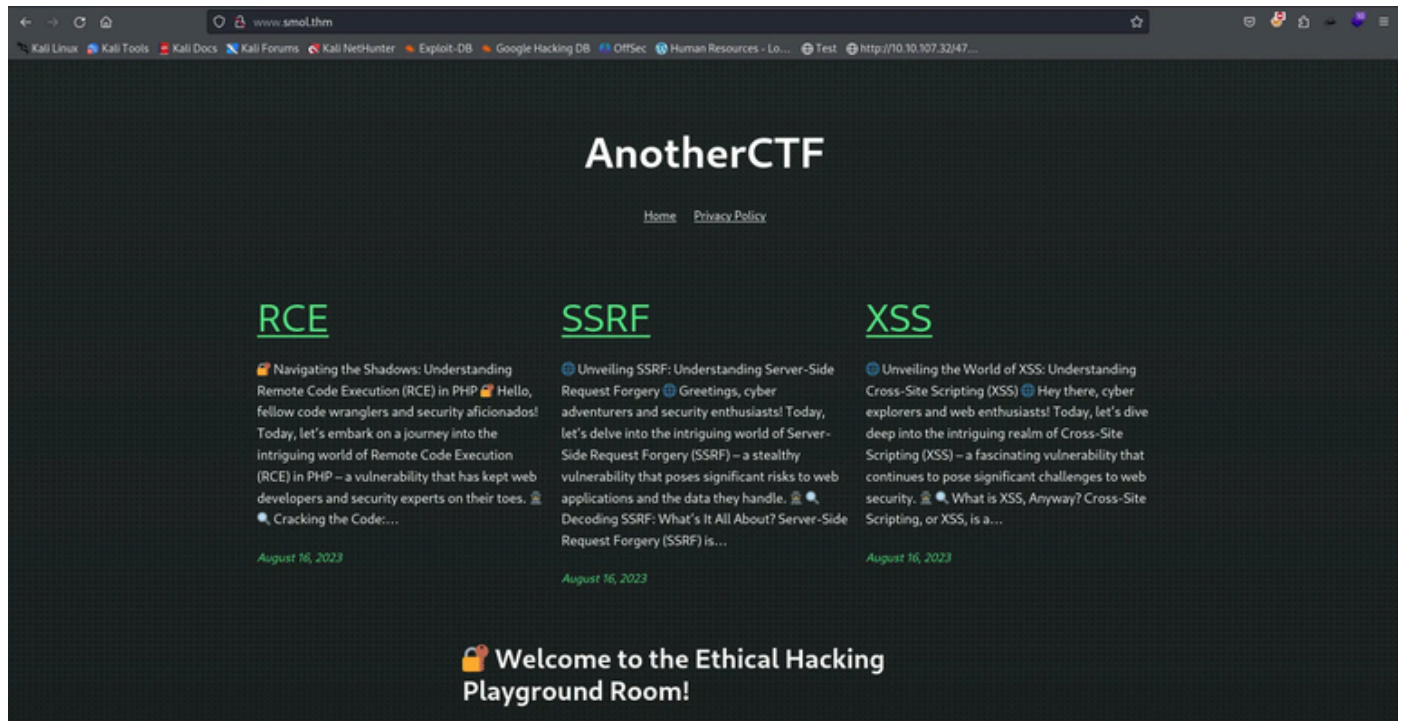 www.smol.thm
Kali Linux Kali Tools Kali Docs Kali Forums Kali NetHunter Exploit-DB Google Hacking DB OffSec Human Resources - Lo... Test http://10.10.107.32/47...
AnotherCTF
Home Privacy Policy
RCE
🔐 Navigating the Shadows: Understanding
Remote Code Execution (RCE) in PHP 🔐 Hello,
fellow code wranglers and security aficionados!
Today, let's embark on a journey into the
intriguing world of Remote Code Execution
(RCE) in PHP – a vulnerability that has kept web
developers and security experts on their toes.
🔍 Cracking the Code:...
August 16, 2023
SSRF
🌐 Unveiling SSRF: Understanding Server-Side
Request Forgery 🌐 Greetings, cyber
adventurers and security enthusiasts! Today,
let's delve into the intriguing world of Server-
Side Request Forgery (SSRF) – a stealthy
vulnerability that poses significant risks to web
applications and the data they handle. 🔍
Decoding SSRF: What's It All About? Server-Side
Request Forgery (SSRF) is...
August 16, 2023
XSS
🌐 Unveiling the World of XSS: Understanding
Cross-Site Scripting (XSS) 🌐 Hey there, cyber
explorers and web enthusiasts! Today, let's dive
deep into the intriguing realm of Cross-Site
Scripting (XSS) – a fascinating vulnerability that
continues to pose significant challenges to web
security. 🔍 What is XSS, Anyway? Cross-Site
Scripting, or XSS, is a...
August 16, 2023
🔐 Welcome to the Ethical Hacking
Playground Room!